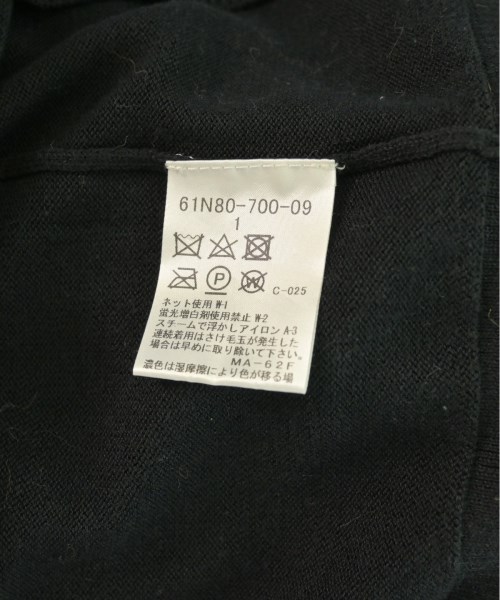 61N80-700-09
1
P W C-025
ネット使用 W-1
蛍光増白剤使用禁止 W-2
スチームで浮かしアイロン A-3
連続着用はさけ毛玉が発生した
場合は早めに取り除いて下さい。
MA-62F
濃色は湿摩擦により色が移る場